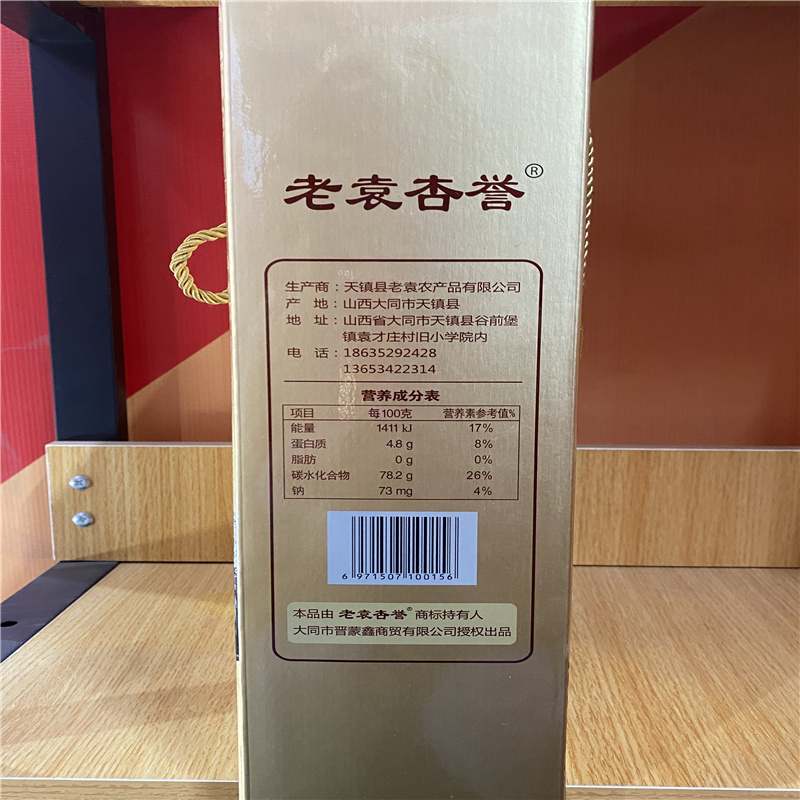 老袁杏誉®
生产商：天镇县老袁农产品有限公司
产 地：山西大同市天镇县
地 址：山西省大同市天镇县谷前堡
镇袁才庄村旧小学院内
电 话：18635292428
13653422314
营养成分表
项目 每100克 营养素参考值%
能量 1411 kJ 17%
蛋白质 4.8 g 8%
脂肪 0 g 0%
碳水化合物 78.2 g 26%
钠 73 mg 4%
6 971507 100156
本品由 老袁杏誉® 商标持有人
大同市晋蒙鑫商贸有限公司授权出品